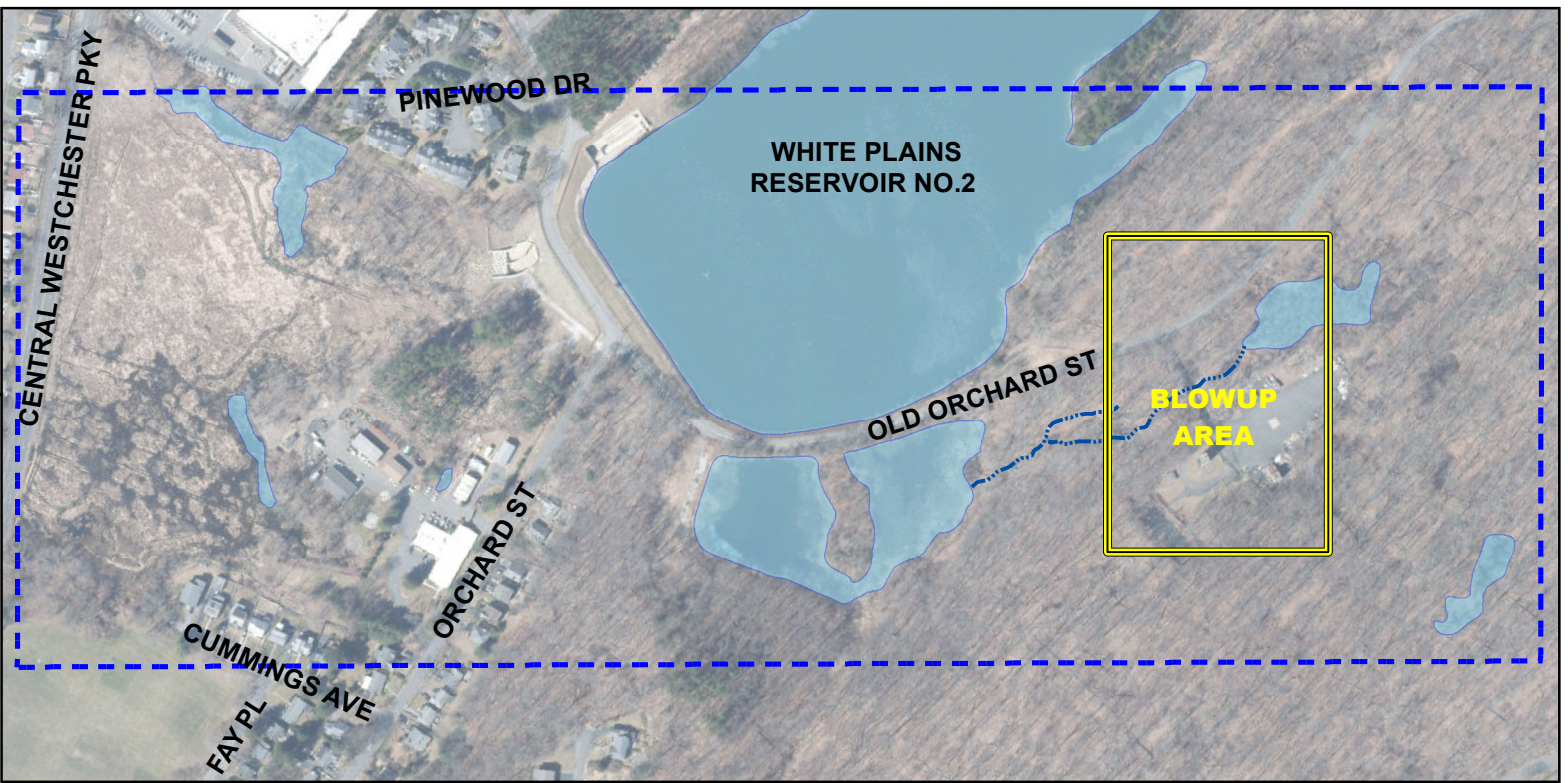 CENTRAL WESTCHESTER PKY
PINEWOOD DR
WHITE PLAINS
RESERVOIR NO.2
OLD ORCHARD ST
BLOWUP
AREA
ORCHARD ST
CUMMINGS AVE
FAY PL